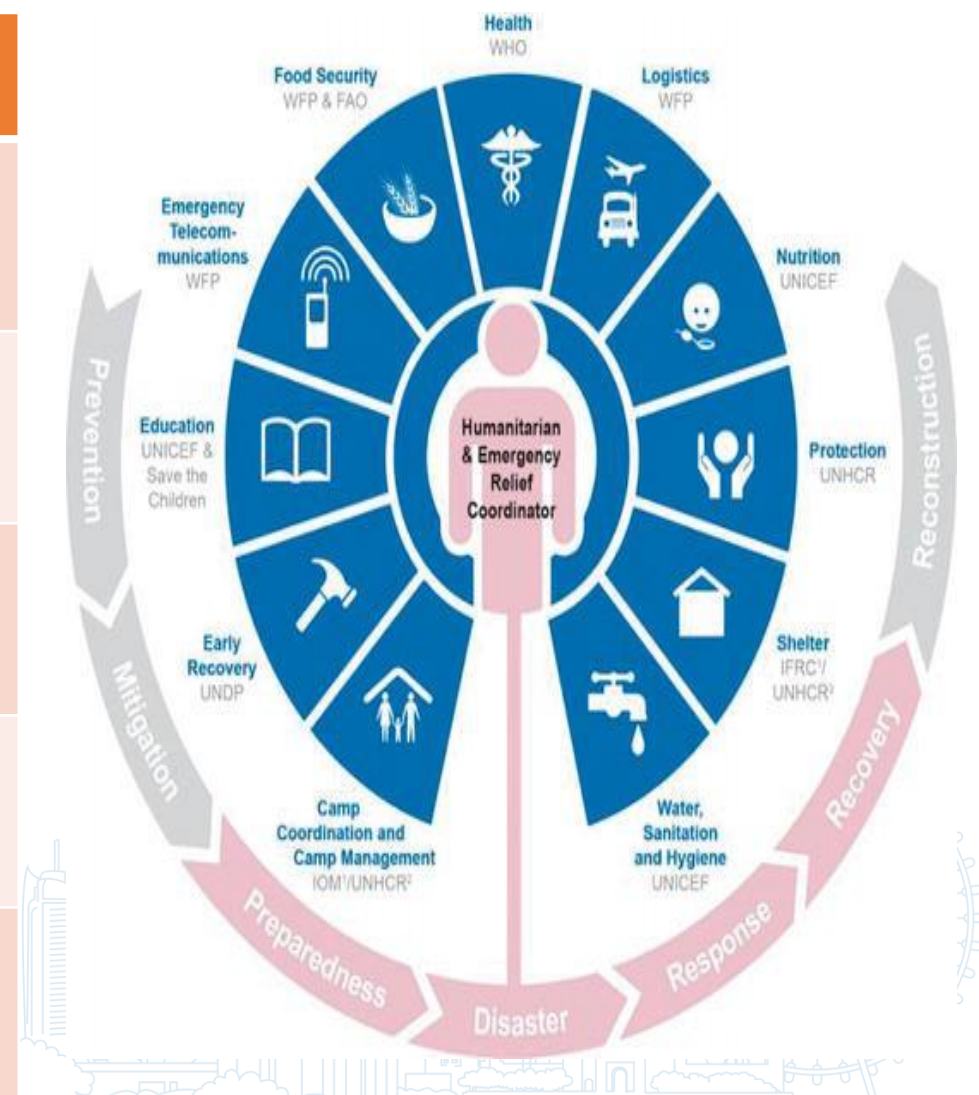 Health
WHO
Logistics
WFP
Nutrition
UNICEF
Protection
UNHCR
Shelter
IFRC¹/
UNHCR²
Water,
Sanitation
and Hygiene
UNICEF
Camp
Coordination and
Camp Management
IOM¹/UNHCR²
Early
Recovery
UNDP
Education
UNICEF &
Save the
Children
Emergency
Telecom-
munications
WFP
Food Security
WFP & FAO
Humanitarian
& Emergency
Relief
Coordinator
Prevention
Mitigation
Preparedness
Disaster
Response
Recovery
Reconstruction